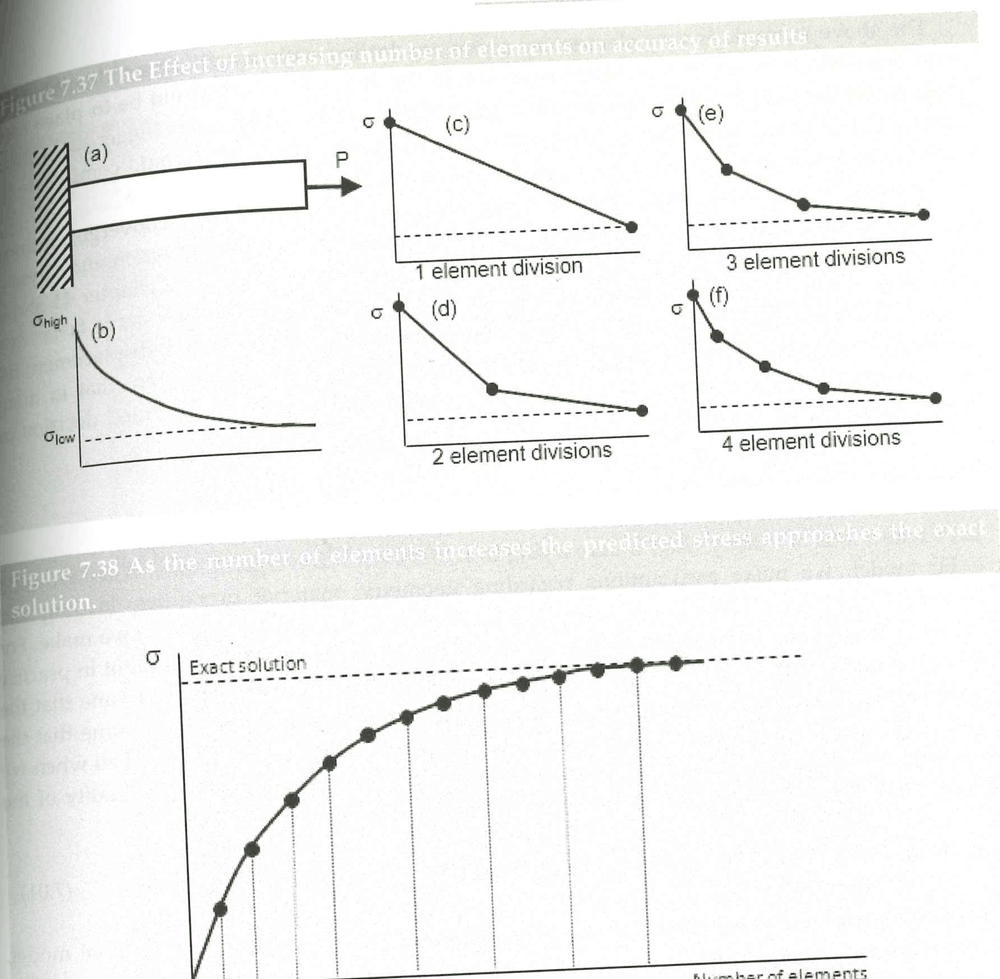 Figure 7.37 The Effect of increasing number of elements on accuracy of results
(a)
P
σhigh
(b)
σlow
σ
(c)
1 element division
σ
(d)
2 element divisions
σ
(e)
3 element divisions
σ
(f)
4 element divisions
Figure 7.38 As the number of elements increases the predicted stress approaches the exact
solution.
σ
Exact solution
Number of elements